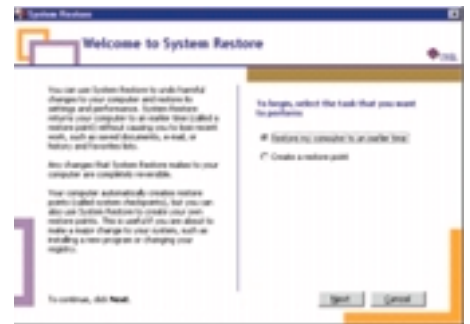 System Restore
Welcome to System Restore
You can use System Restore to undo harmful
changes to your computer and restore its
settings and performance. System Restore
returns your computer to an earlier time (called a
restore point) without causing you to lose recent
work, such as saved documents, e-mail, or
history and favorites lists.
Any changes that System Restore makes to your
computer are completely reversible.
Your computer automatically creates restore
points (called system checkpoints), but you can
also use System Restore to create your own
restore points. This is useful if you are about to
make a major change to your system, such as
installing a new program or changing your
registry.
To continue, click Next.
To begin, select the task that you want
to perform:
Restore my computer to an earlier time
Create a restore point
Next
Cancel